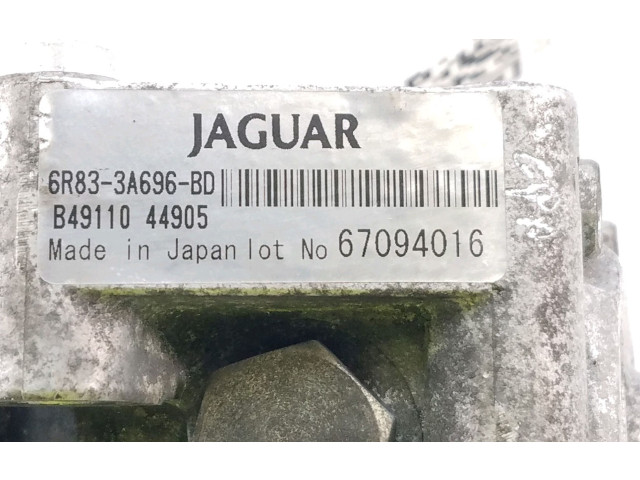 JAGUAR
6R83-3A696-BD
B49110 44905
Made in Japan lot No 67094016